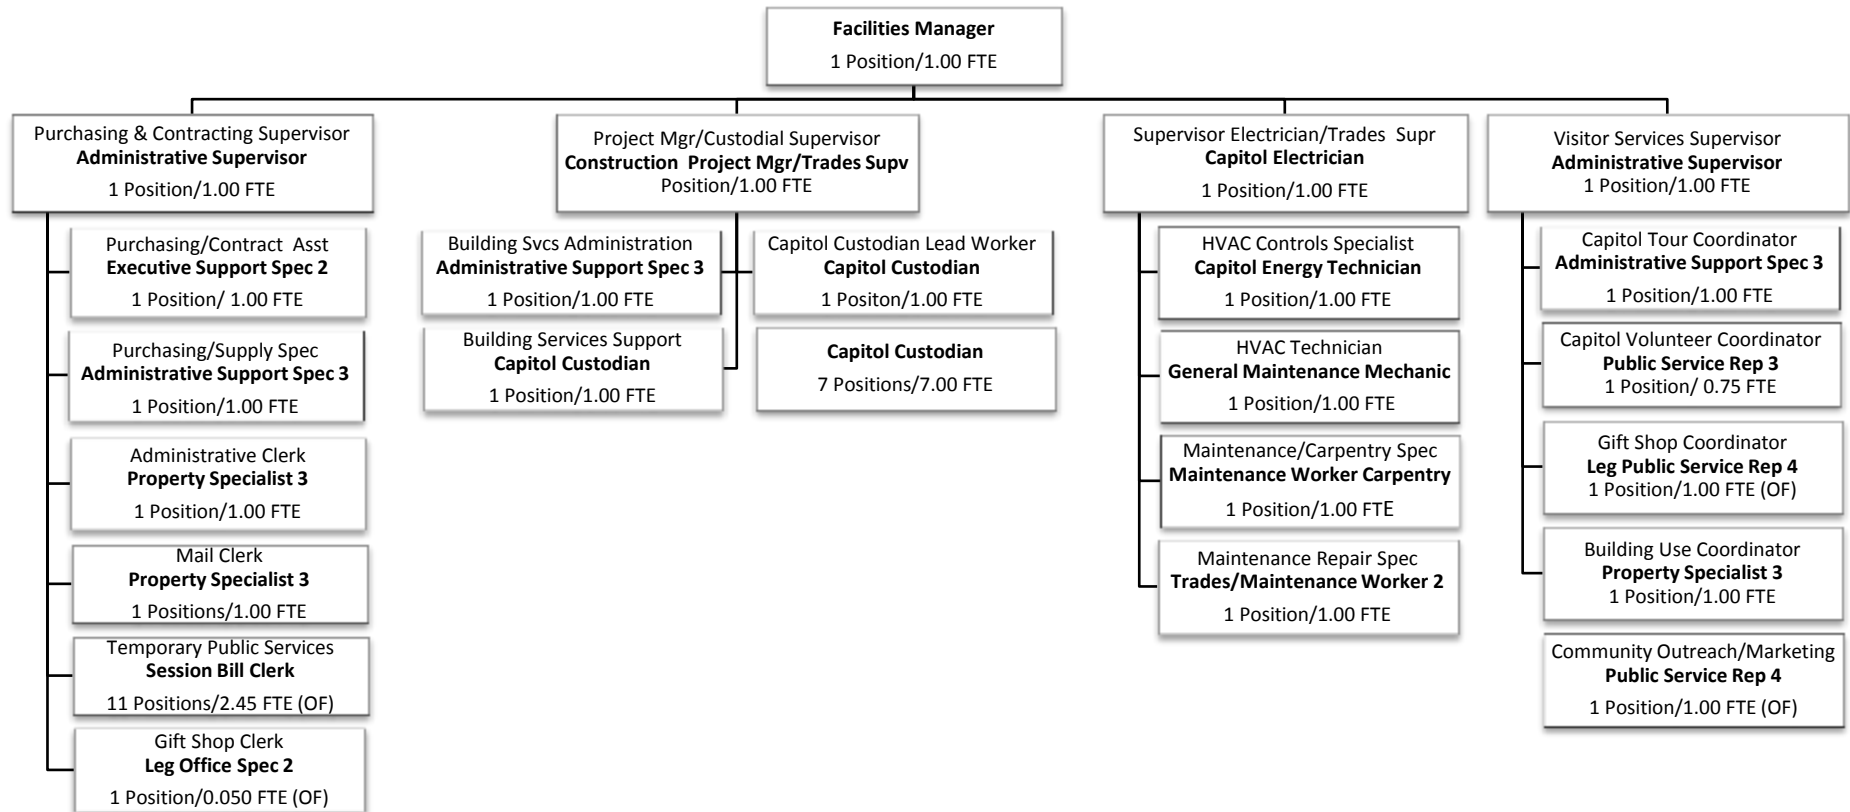 Facilities Manager
1 Position/1.00 FTE
Purchasing & Contracting Supervisor
Administrative Supervisor
1 Position/1.00 FTE
Purchasing/Contract Asst
Executive Support Spec 2
1 Position/ 1.00 FTE
Purchasing/Supply Spec
Administrative Support Spec 3
1 Position/1.00 FTE
Administrative Clerk
Property Specialist 3
1 Position/1.00 FTE
Mail Clerk
Property Specialist 3
1 Positions/1.00 FTE
Temporary Public Services
Session Bill Clerk
11 Positions/2.45 FTE (OF)
Gift Shop Clerk
Leg Office Spec 2
1 Position/0.050 FTE (OF)
Project Mgr/Custodial Supervisor
Construction Project Mgr/Trades Supv
Position/1.00 FTE
Building Svcs Administration
Administrative Support Spec 3
1 Position/1.00 FTE
Capitol Custodian Lead Worker
Capitol Custodian
1 Positon/1.00 FTE
Building Services Support
Capitol Custodian
1 Position/1.00 FTE
Capitol Custodian
7 Positions/7.00 FTE
Supervisor Electrician/Trades Supr
Capitol Electrician
1 Position/1.00 FTE
HVAC Controls Specialist
Capitol Energy Technician
1 Position/1.00 FTE
HVAC Technician
General Maintenance Mechanic
1 Position/1.00 FTE
Maintenance/Carpentry Spec
Maintenance Worker Carpentry
1 Position/1.00 FTE
Maintenance Repair Spec
Trades/Maintenance Worker 2
1 Position/1.00 FTE
Visitor Services Supervisor
Administrative Supervisor
1 Position/1.00 FTE
Capitol Tour Coordinator
Administrative Support Spec 3
1 Position/1.00 FTE
Capitol Volunteer Coordinator
Public Service Rep 3
1 Position/ 0.75 FTE
Gift Shop Coordinator
Leg Public Service Rep 4
1 Position/1.00 FTE (OF)
Building Use Coordinator
Property Specialist 3
1 Position/1.00 FTE
Community Outreach/Marketing
Public Service Rep 4
1 Position/1.00 FTE (OF)